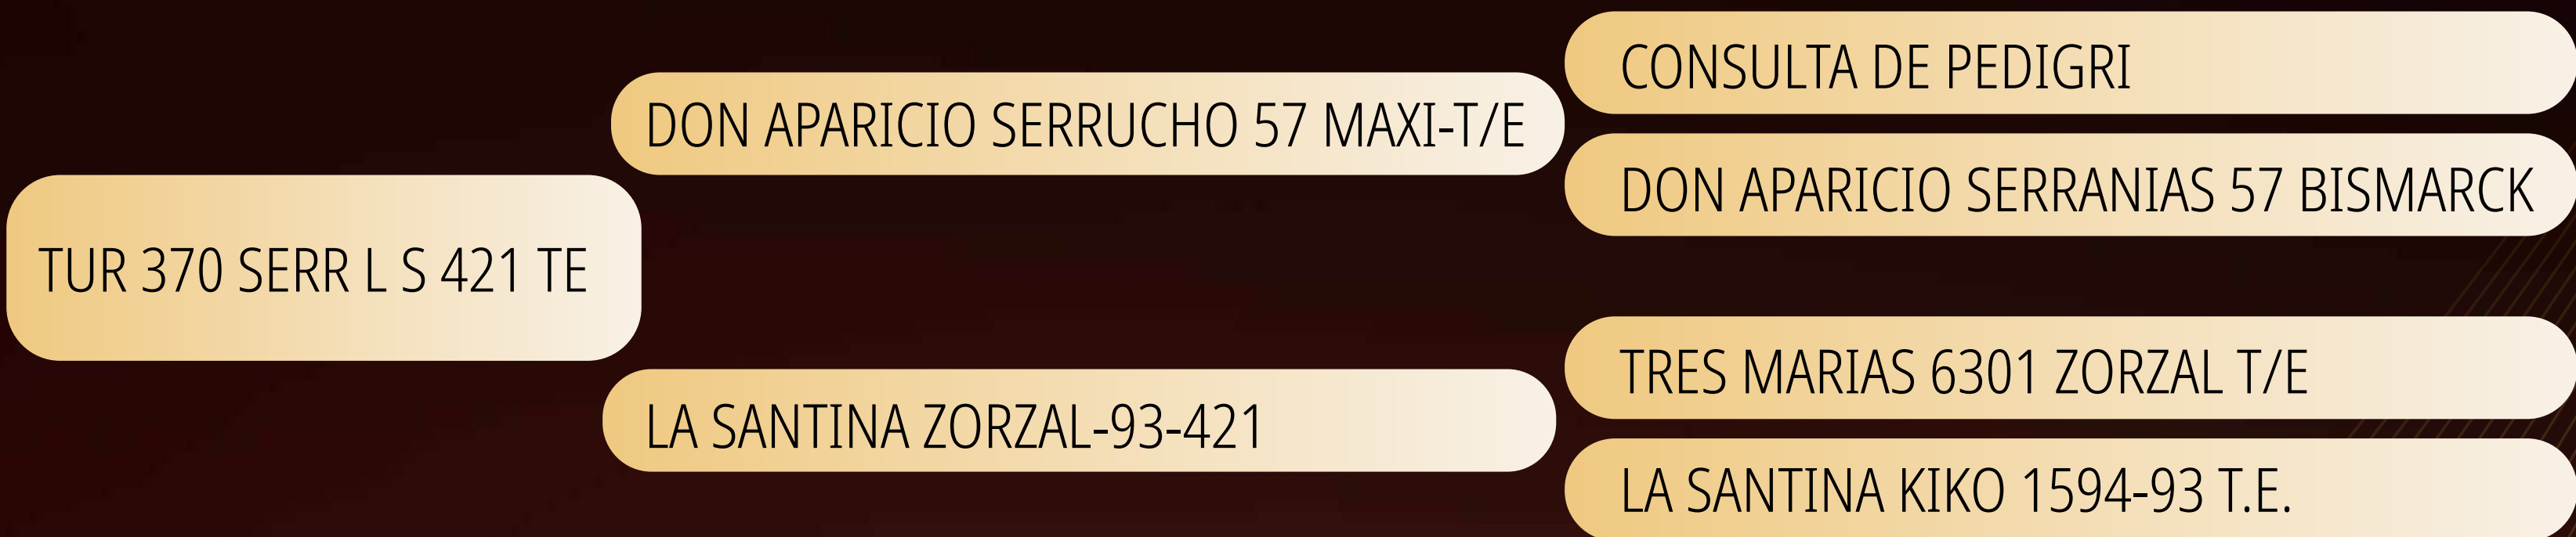 CONSULTA DE PEDIGRI
DON APARICIO SERRUCHO 57 MAXI-T/E
DON APARICIO SERRANIAS 57 BISMARCK
TUR 370 SERR L S 421 TE
TRES MARIAS 6301 ZORZAL T/E
LA SANTINA ZORZAL-93-421
LA SANTINA KIKO 1594-93 T.E.